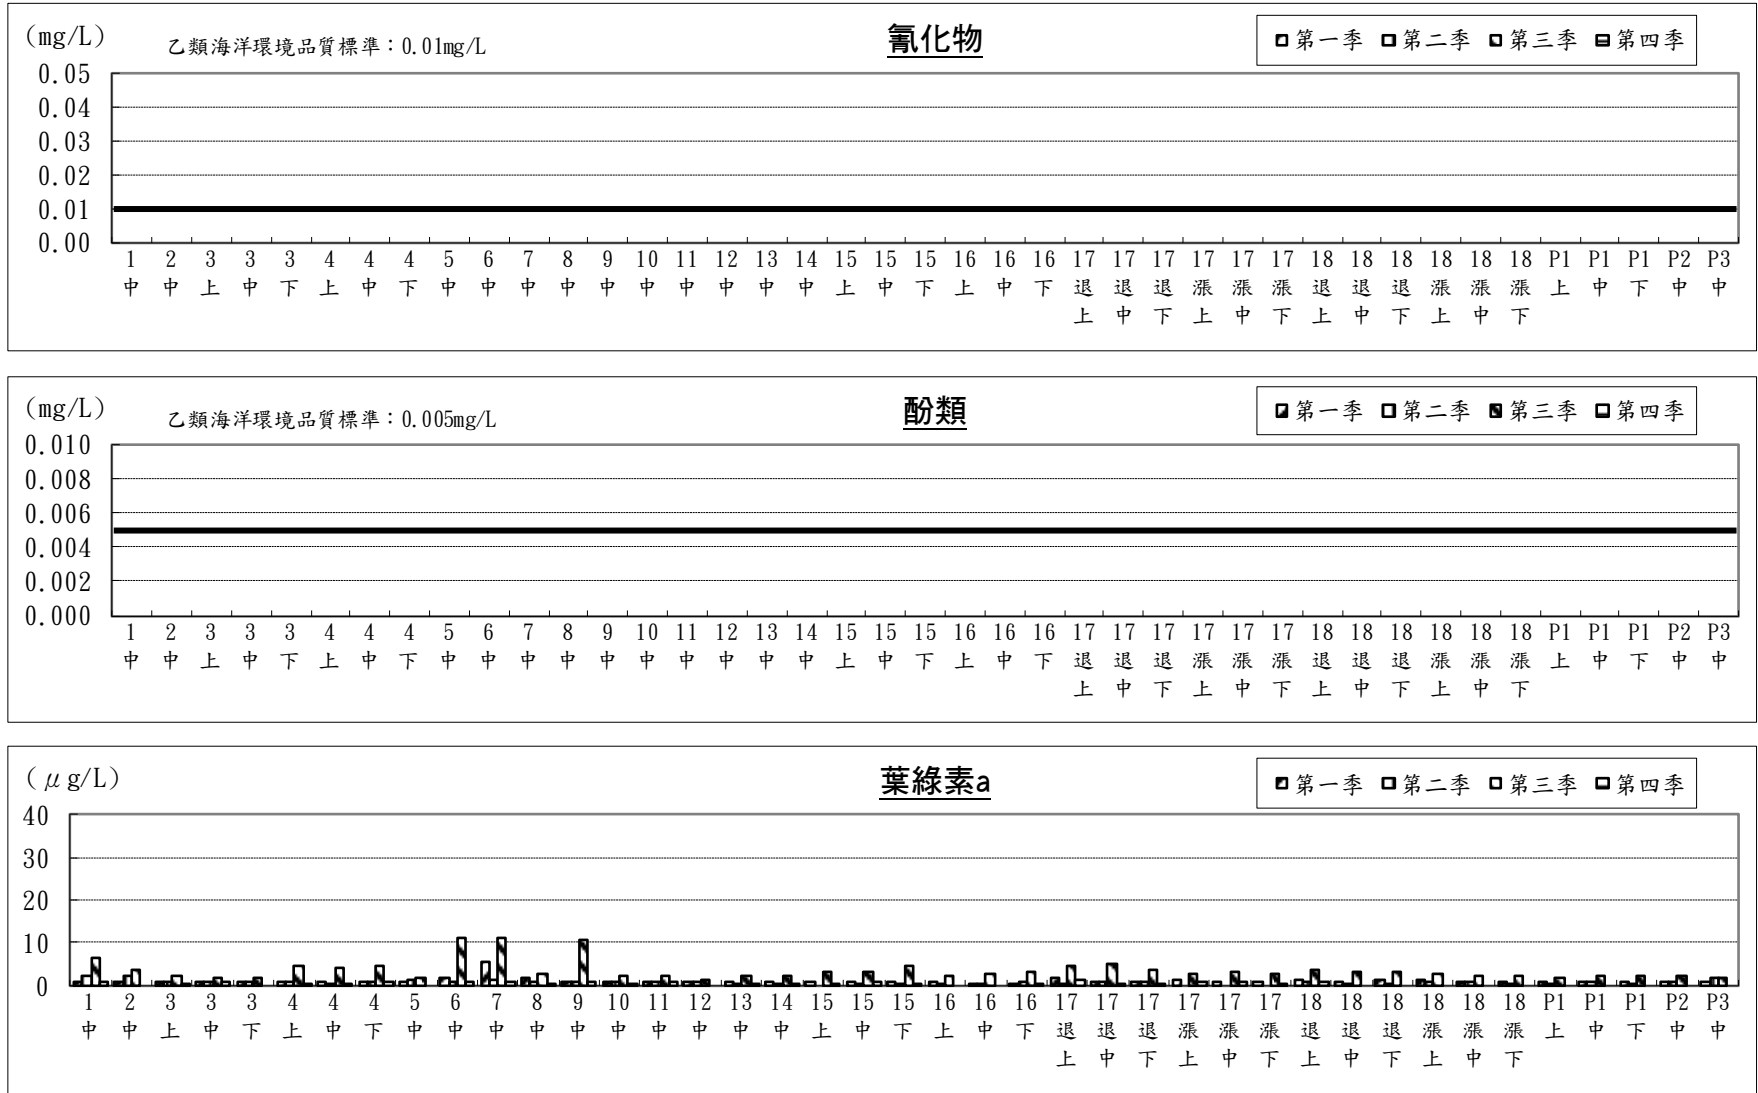 (mg/L)
乙類海洋環境品質標準：0.01mg/L
氰化物
第一季 第二季 第三季 第四季
0.05
0.04
0.03
0.02
0.01
0.00
1 2 3 3 3 4 4 4 5 6 7 8 9 10 11 12 13 14 15 15 15 16 16 16 17 17 17 17 17 17 18 18 18 18 18 18 P1 P1 P1 P2 P3
中 中 上 中 下 上 中 下 中 中 中 中 中 中 中 中 中 中 上 中 下 上 中 下 退 退 退 漲 漲 漲 退 退 退 漲 漲 漲 上 中 下 中 中
上 中 下 上 中 下 上 中 下 上 中 下
(mg/L)
乙類海洋環境品質標準：0.005mg/L
酚類
第一季 第二季 第三季 第四季
0.010
0.008
0.006
0.004
0.002
0.000
1 2 3 3 3 4 4 4 5 6 7 8 9 10 11 12 13 14 15 15 15 16 16 16 17 17 17 17 17 17 18 18 18 18 18 18 P1 P1 P1 P2 P3
中 中 上 中 下 上 中 下 中 中 中 中 中 中 中 中 中 中 上 中 下 上 中 下 退 退 退 漲 漲 漲 退 退 退 漲 漲 漲 上 中 下 中 中
上 中 下 上 中 下 上 中 下 上 中 下
(μg/L)
葉綠素a
第一季 第二季 第三季 第四季
40
30
20
10
0
1 2 3 3 3 4 4 4 5 6 7 8 9 10 11 12 13 14 15 15 15 16 16 16 17 17 17 17 17 17 18 18 18 18 18 18 P1 P1 P1 P2 P3
中 中 上 中 下 上 中 下 中 中 中 中 中 中 中 中 中 中 上 中 下 上 中 下 退 退 退 漲 漲 漲 退 退 退 漲 漲 漲 上 中 下 中 中
上 中 下 上 中 下 上 中 下 上 中 下